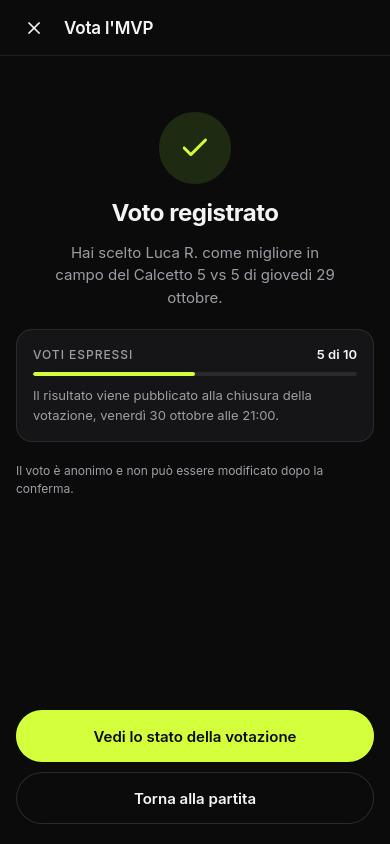 Vota l'MVP
Voto registrato
Hai scelto Luca R. come migliore in
campo del Calcetto 5 vs 5 di giovedì 29
ottobre.
VOTI ESPRESSI
5 di 10
Il risultato viene pubblicato alla chiusura della
votazione, venerdì 30 ottobre alle 21:00.
Il voto è anonimo e non può essere modificato dopo la
conferma.
Vedi lo stato della votazione
Torna alla partita